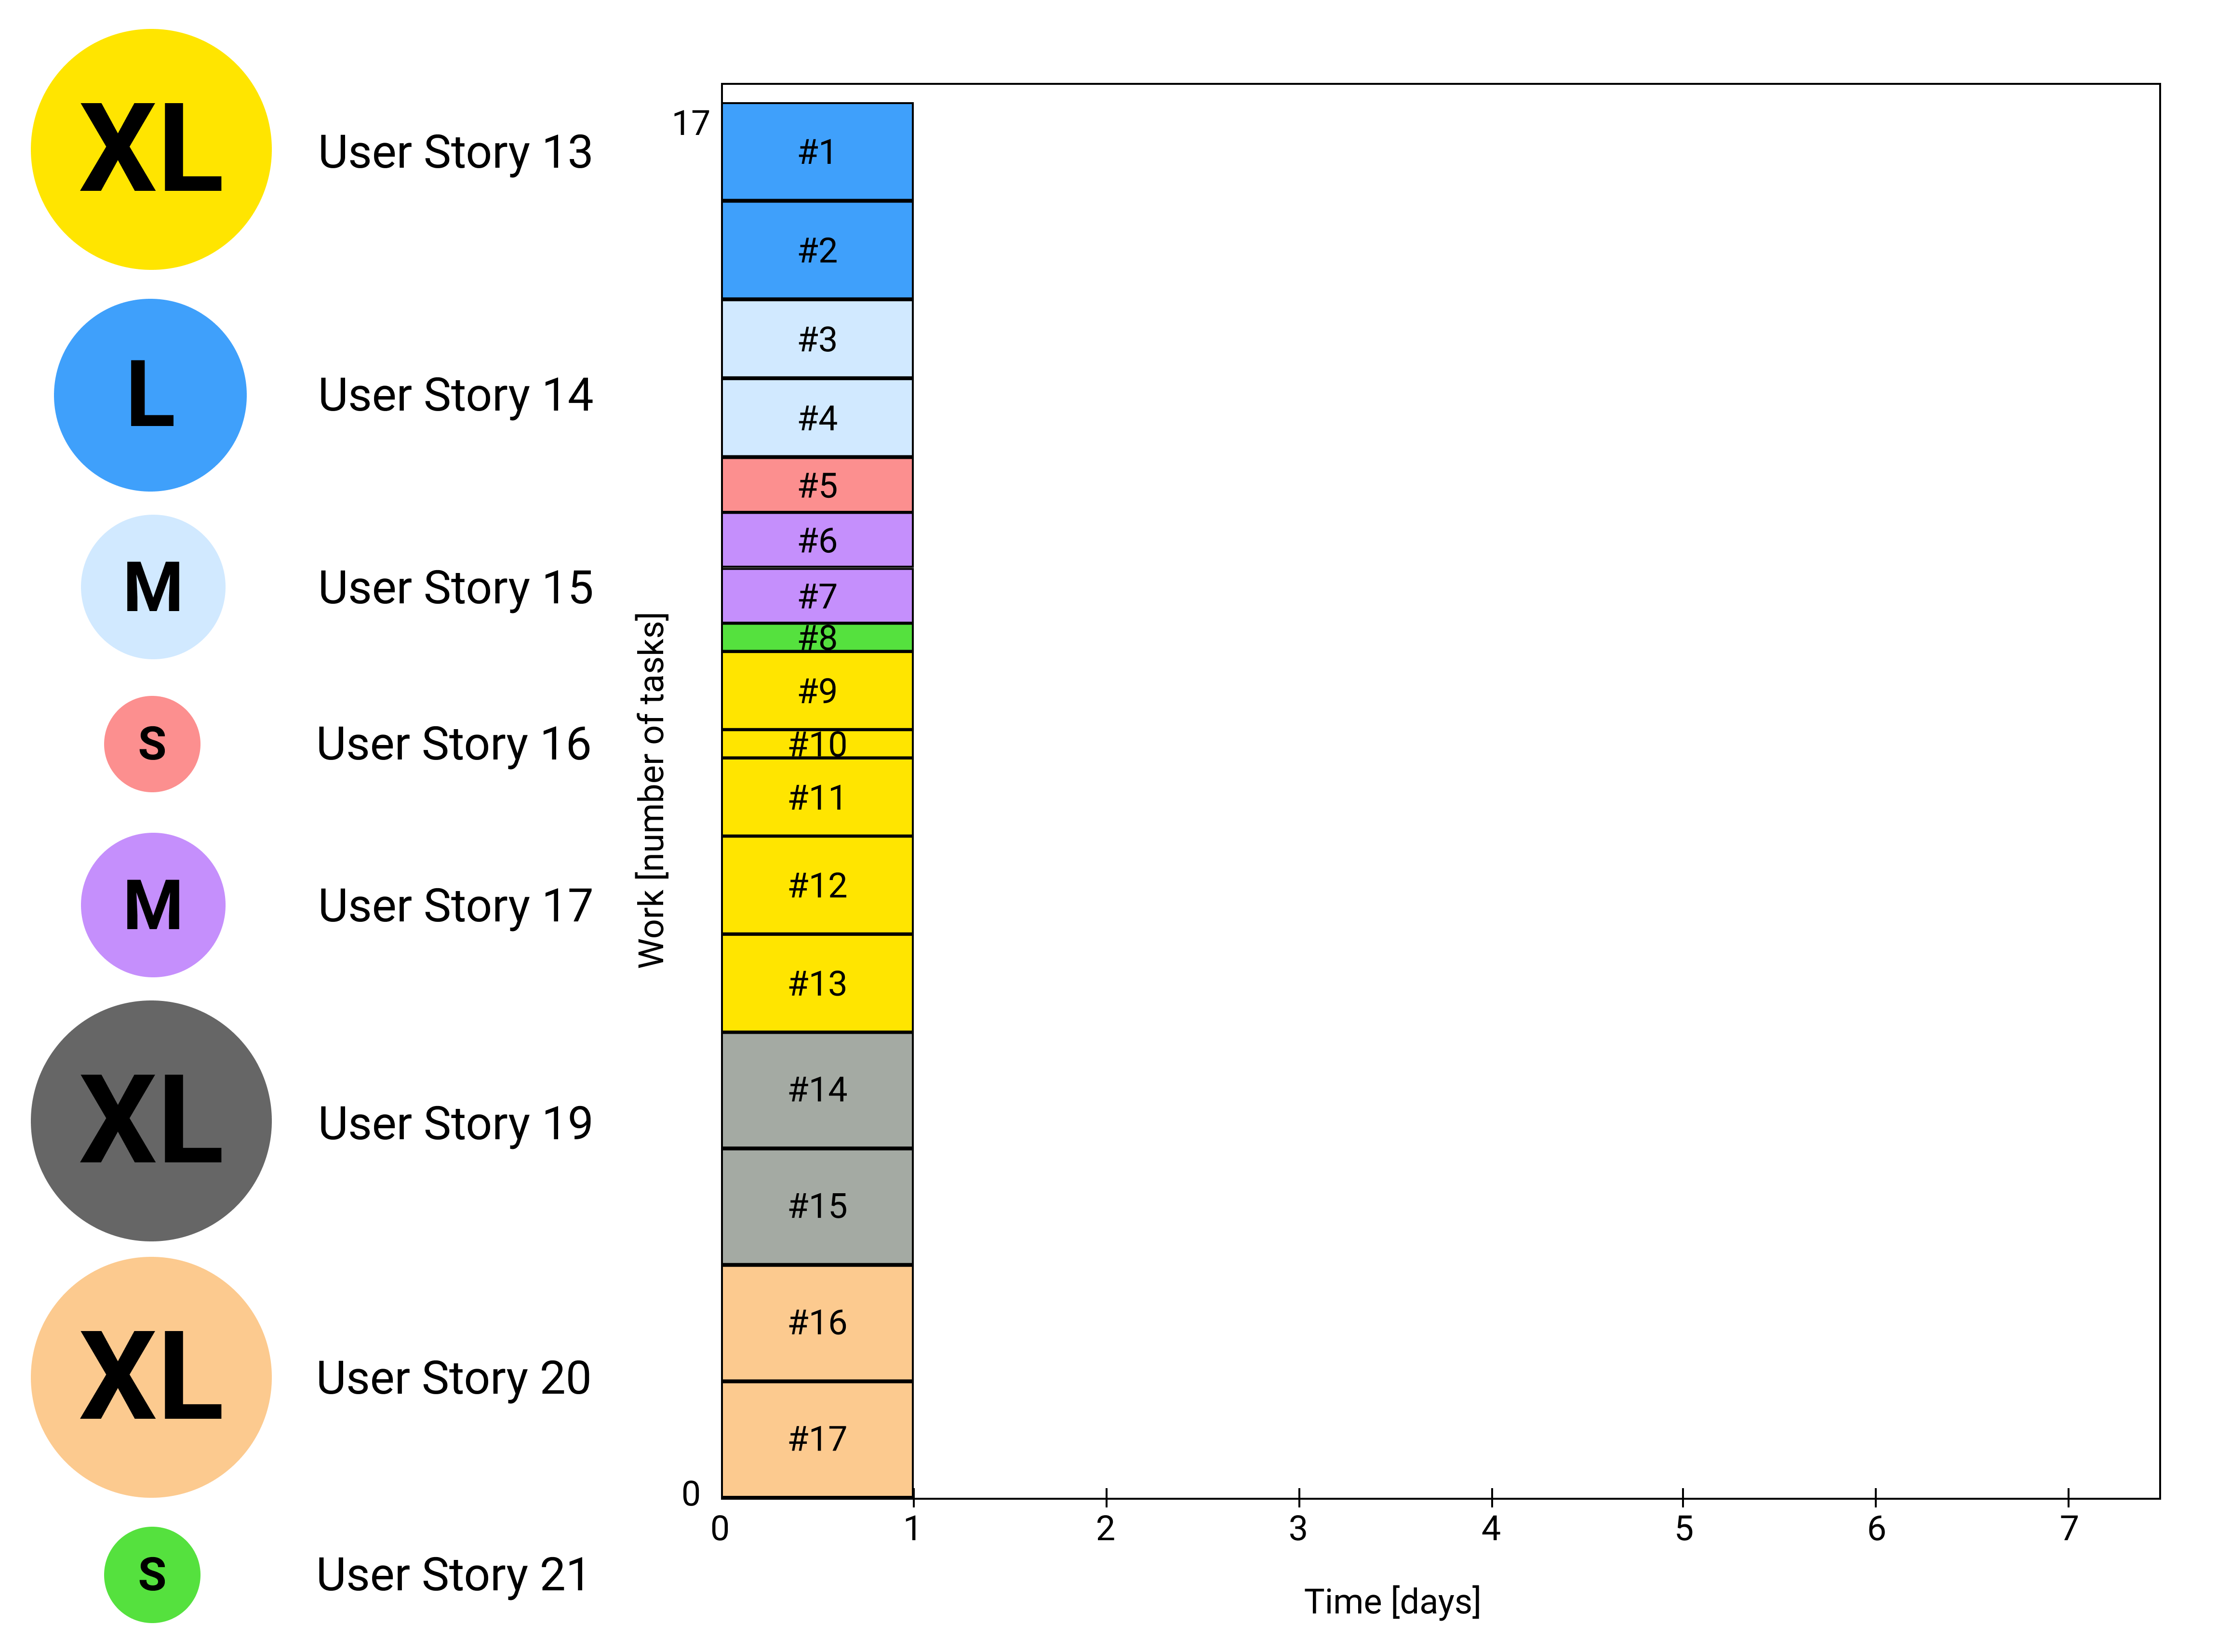 XL
User Story 13
L
User Story 14
M
User Story 15
S
User Story 16
M
User Story 17
XL
User Story 19
XL
User Story 20
S
User Story 21
Work [number of tasks]
17
0
#1
#2
#3
#4
#5
#6
#7
#8
#9
#10
#11
#12
#13
#14
#15
#16
#17
0 1 2 3 4 5 6 7
Time [days]